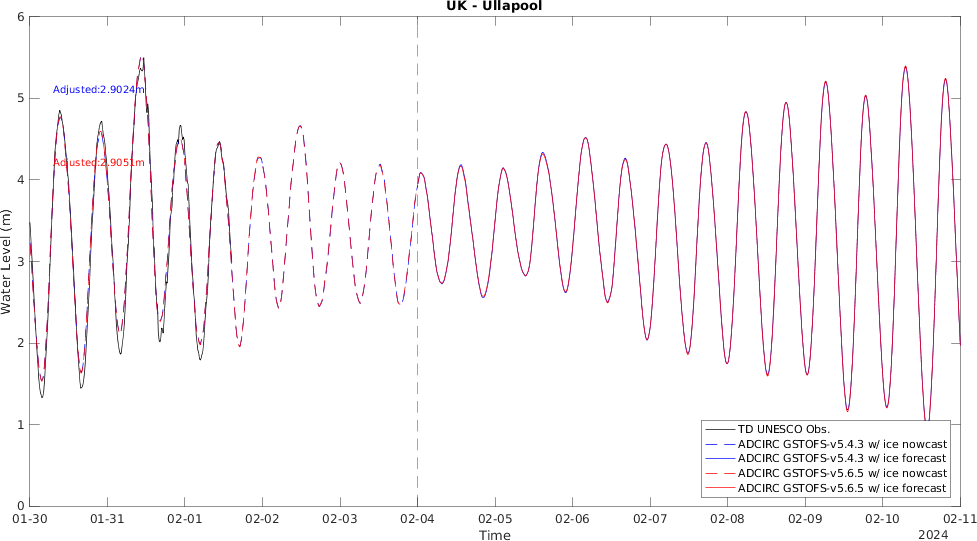 UK - Ullapool
6
5
4
3
2
1
0
Water Level (m)
Adjusted:2.9024m
Adjusted:2.9051m
TD UNESCO Obs.
ADCIRC GSTOFS-v5.4.3 w/ ice nowcast
ADCIRC GSTOFS-v5.4.3 w/ ice forecast
ADCIRC GSTOFS-v5.6.5 w/ ice nowcast
ADCIRC GSTOFS-v5.6.5 w/ ice forecast
01-30 01-31 02-01 02-02 02-03 02-04 02-05 02-06 02-07 02-08 02-09 02-10 02-11
Time
2024